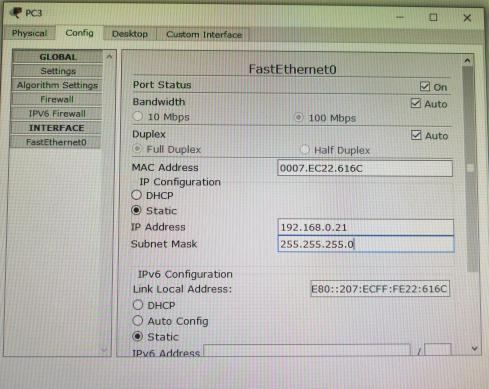 PC3
Physical Config Desktop Custom Interface
GLOBAL
Settings
Algorithm Settings
Firewall
IPV6 Firewall
INTERFACE
FastEthernet0
FastEthernet0
Port Status On
Bandwidth Auto
10 Mbps 100 Mbps
Duplex Auto
Full Duplex Half Duplex
MAC Address 0007.EC22.616C
IP Configuration
DHCP
Static
IP Address 192.168.0.21
Subnet Mask 255.255.255.0
IPv6 Configuration
Link Local Address: E80::207:ECFF:FE22:616C
DHCP
Auto Config
Static
IPv6 Address /